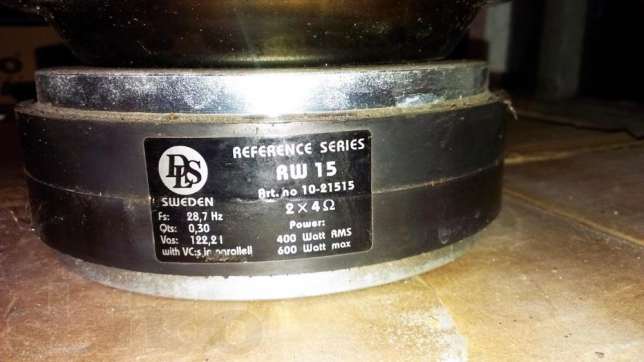 DLS
SWEDEN
REFERENCE SERIES
RW 15
Art. no 10-21515
2 x 4 Ω
Fs: 28,7 Hz
Qts: 0,30
Vas: 122,2 l
with VC:s in parallell
Power:
400 Watt RMS
600 Watt max